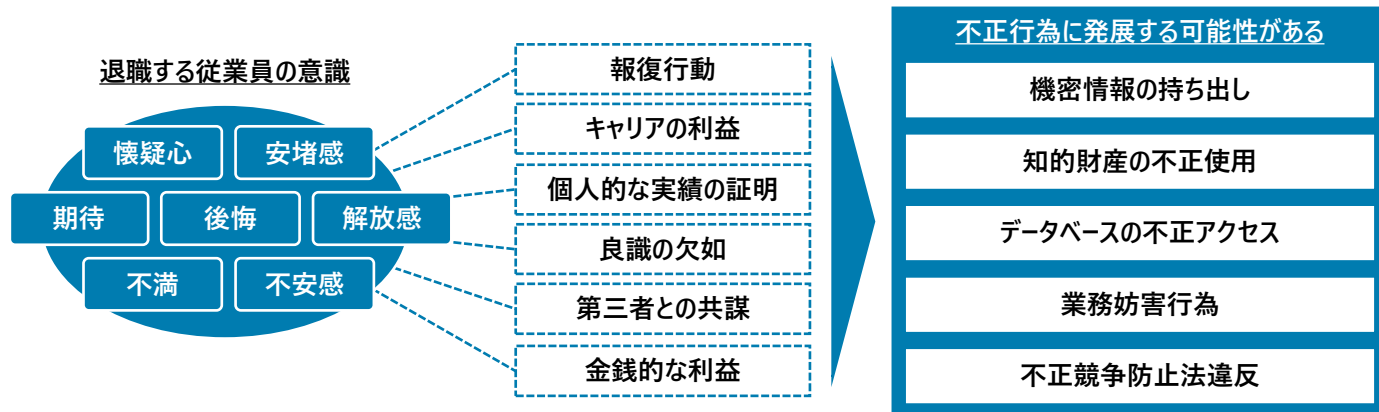 退職する従業員の意識
懐疑心
安堵感
期待
後悔
解放感
不満
不安感
報復行動
キャリアの利益
個人的な実績の証明
良識の欠如
第三者との共謀
金銭的な利益
不正行為に発展する可能性がある
機密情報の持ち出し
知的財産の不正使用
データベースの不正アクセス
業務妨害行為
不正競争防止法違反